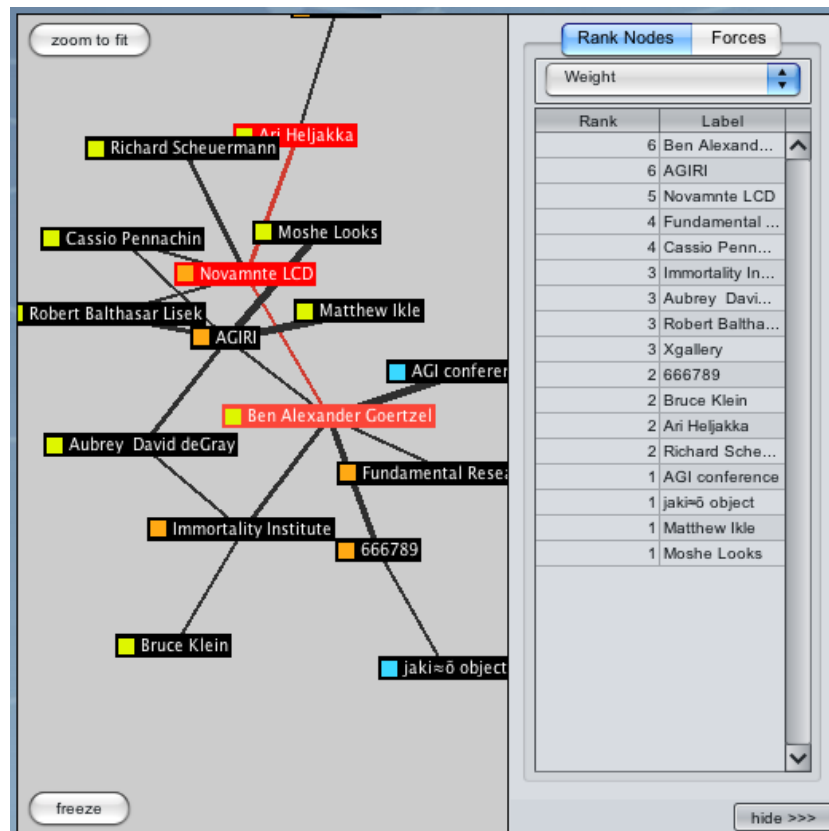 zoom to fit
Ari Heljakka
Richard Scheuermann
Moshe Looks
Cassio Pennachin
Novamnte LCD
Robert Balthasar Lisek
Matthew Ikle
AGIRI
AGI conferen
Ben Alexander Goertzel
Aubrey David deGray
Fundamental Resea
Immortality Institute
666789
Bruce Klein
jaki≈õ object
freeze
Rank Nodes Forces
Weight
Rank Label
6 Ben Alexand...
6 AGIRI
5 Novamnte LCD
4 Fundamental ...
4 Cassio Penn...
3 Immortality In...
3 Aubrey Davi...
3 Robert Baltha...
3 Xgallery
2 666789
2 Bruce Klein
2 Ari Heljakka
2 Richard Sche...
1 AGI conference
1 jaki≈õ object
1 Matthew Ikle
1 Moshe Looks
hide >>>